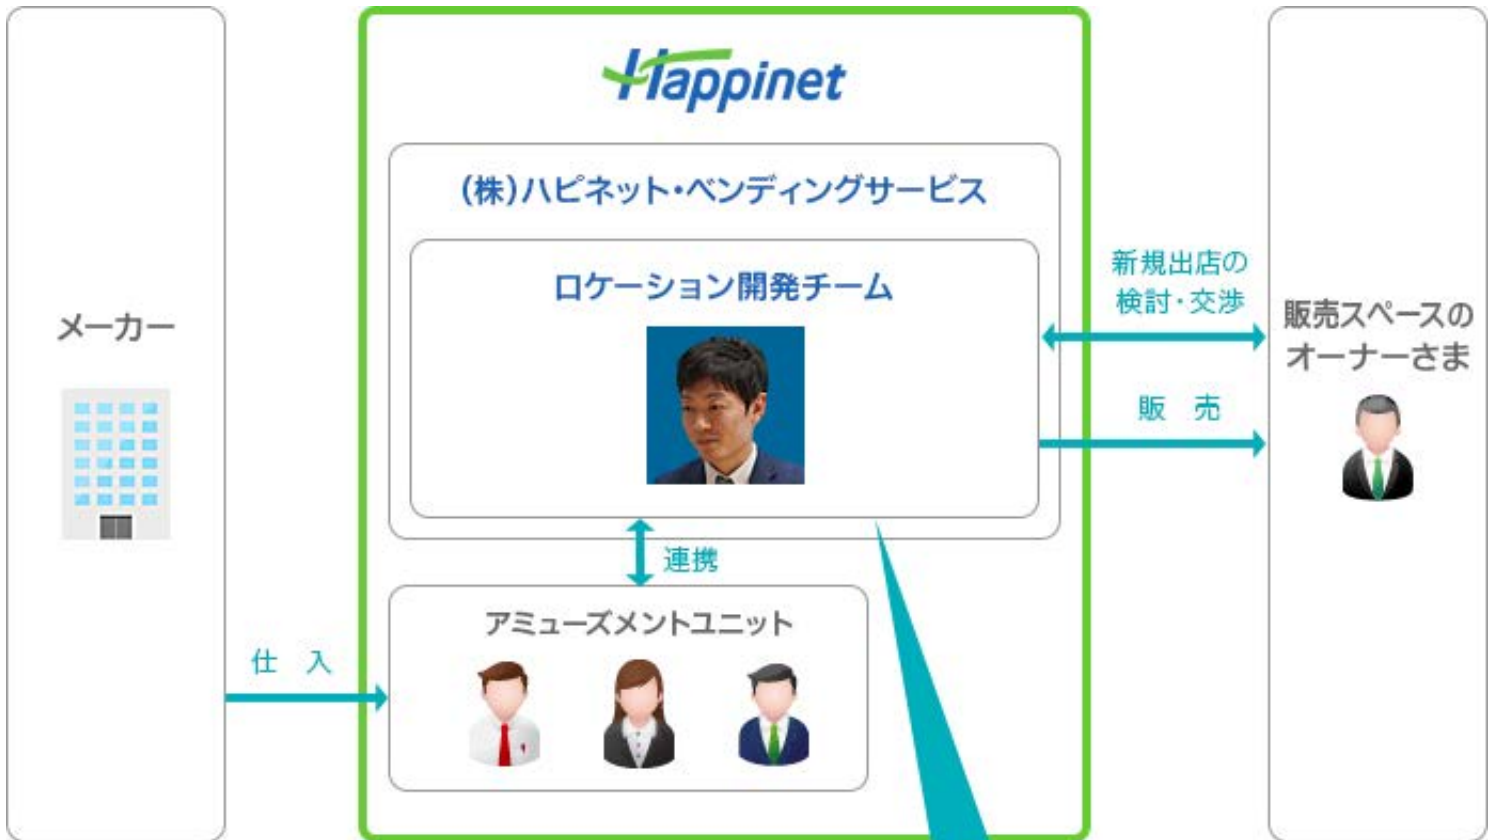 Happinet
(株)ハピネット・ベンディングサービス
ロケーション開発チーム
メーカー
新規出店の
検討・交渉
販売スペースの
オーナーさま
販 売
連携
アミューズメントユニット
仕 入